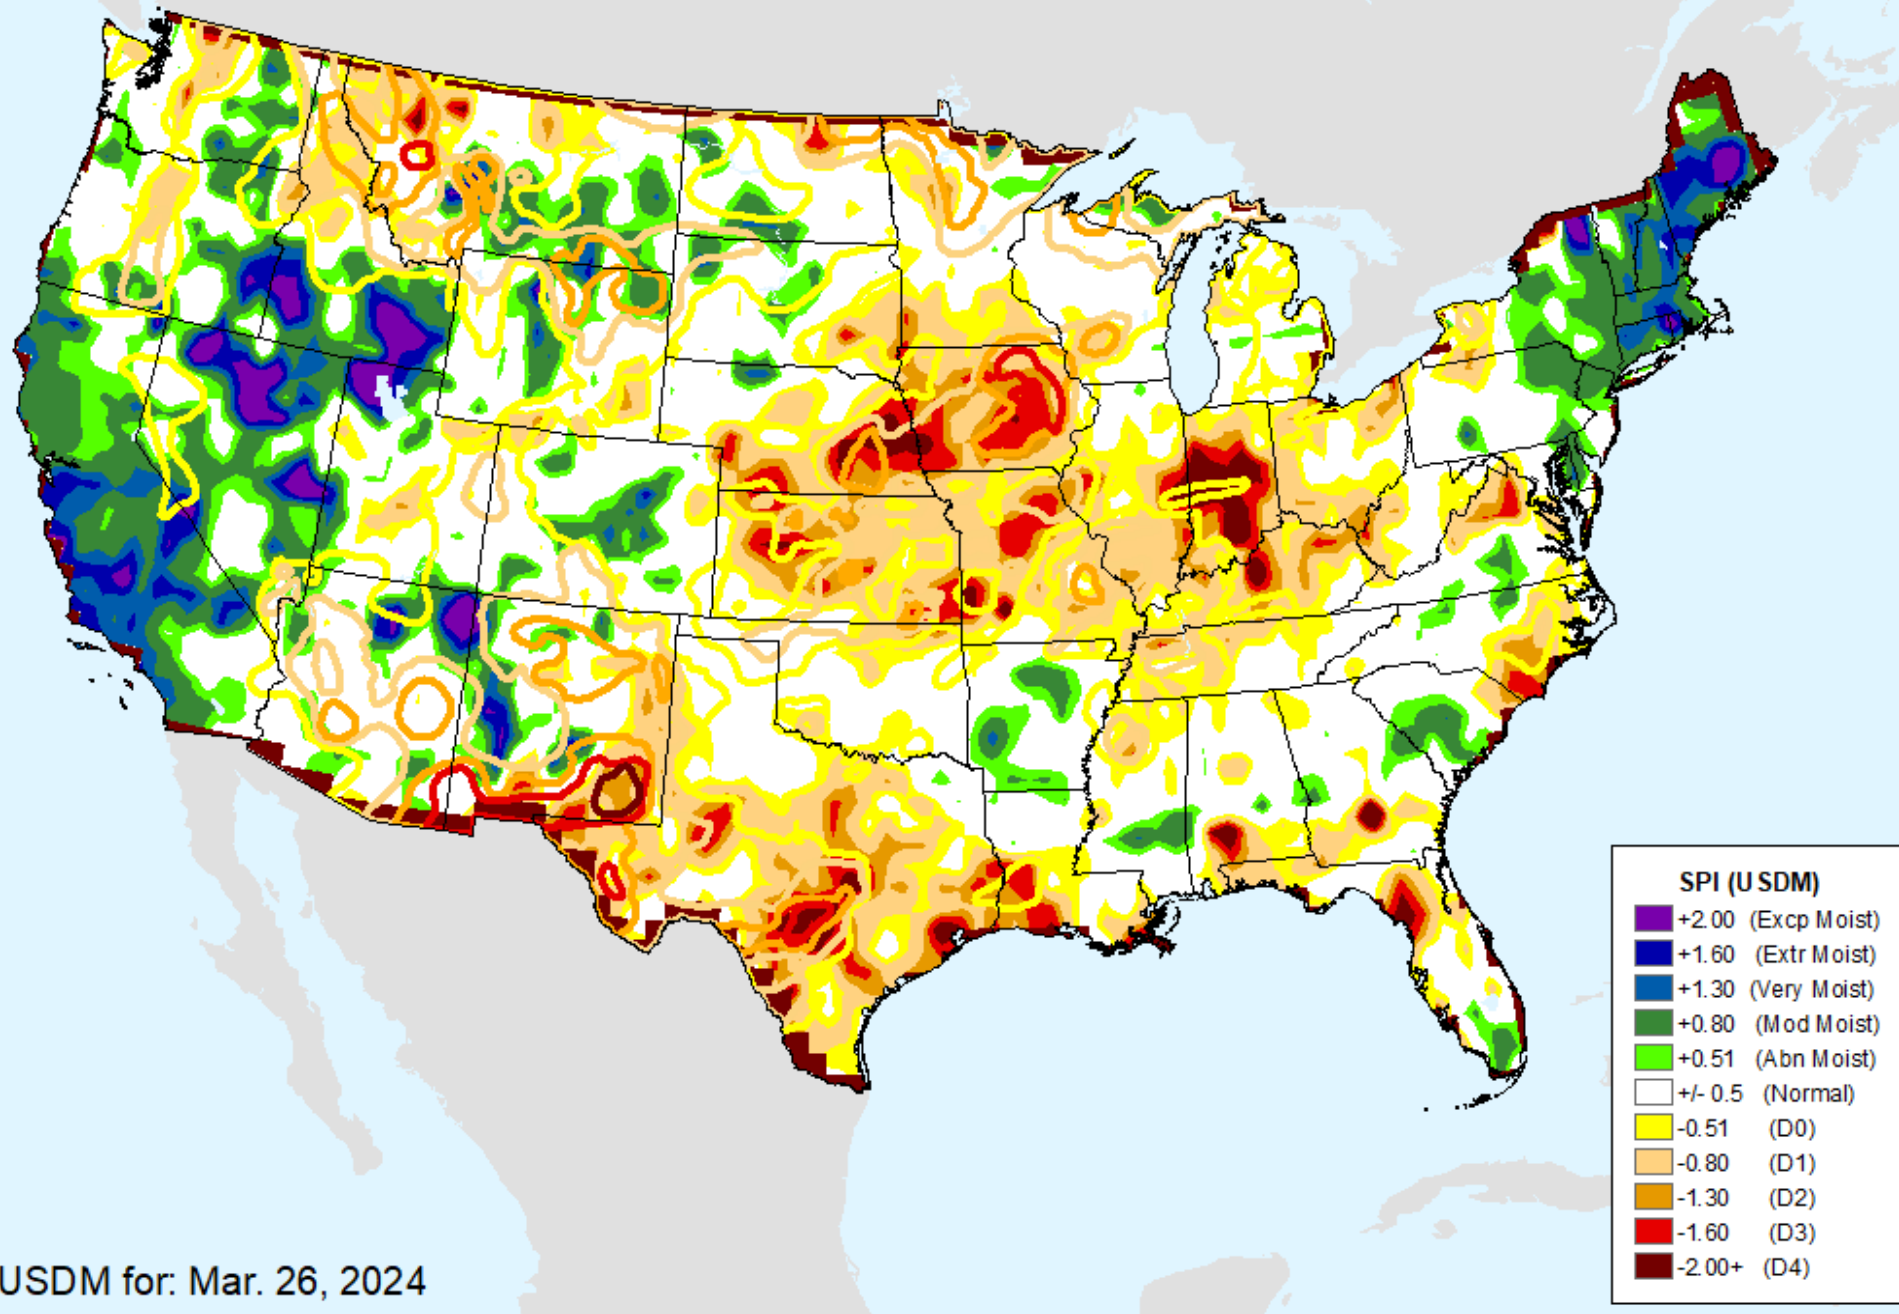 SPI (USDM)
+2.00 (Excp Moist)
+1.60 (Extr Moist)
+1.30 (Very Moist)
+0.80 (Mod Moist)
+0.51 (Abn Moist)
+/- 0.5 (Normal)
-0.51 (D0)
-0.80 (D1)
-1.30 (D2)
-1.60 (D3)
-2.00+ (D4)
USDM for: Mar. 26, 2024